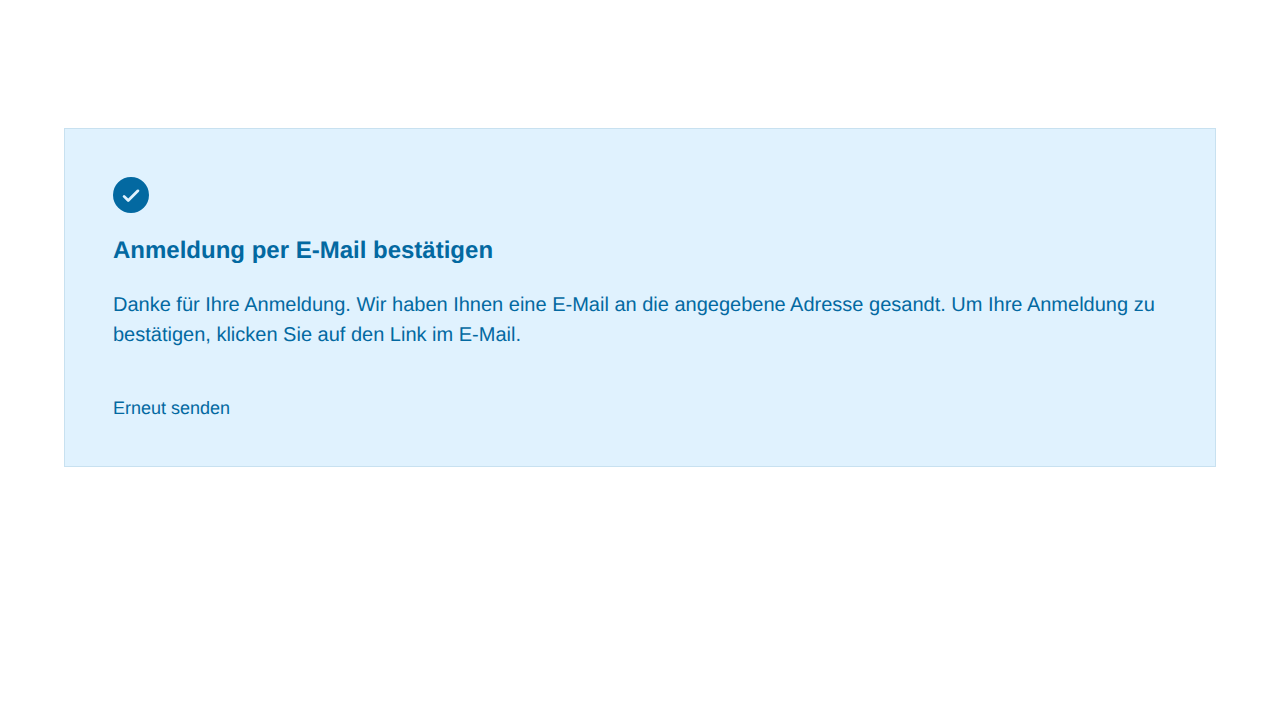 Anmeldung per E-Mail bestätigen
Danke für Ihre Anmeldung. Wir haben Ihnen eine E-Mail an die angegebene Adresse gesandt. Um Ihre Anmeldung zu
bestätigen, klicken Sie auf den Link im E-Mail.
Erneut senden